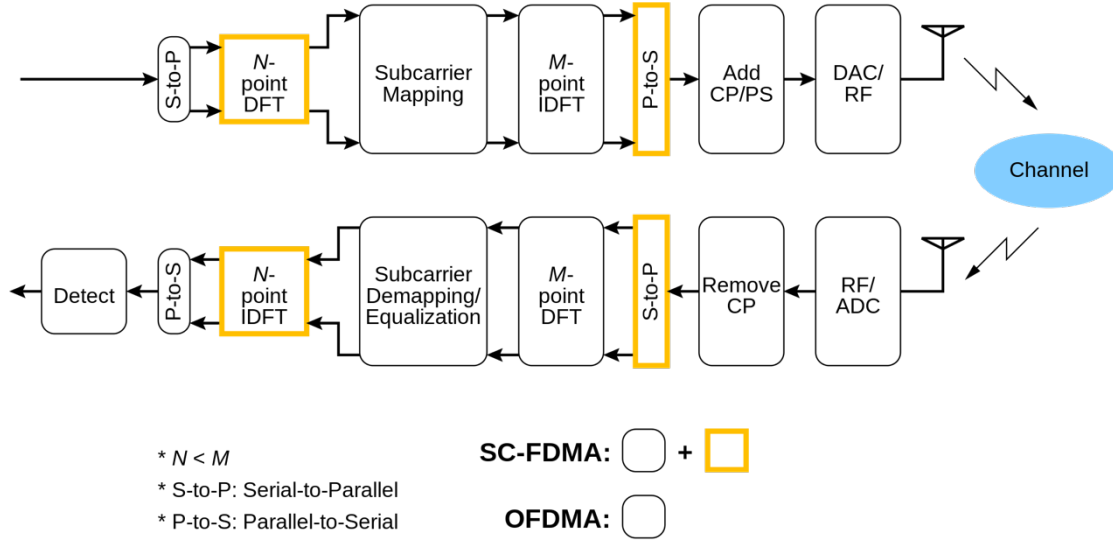 S-to-P
N-
point
DFT
Subcarrier
Mapping
M-
point
IDFT
P-to-S
Add
CP/PS
DAC/
RF
Channel
Detect
P-to-S
N-
point
IDFT
Subcarrier
Demapping/
Equalization
M-
point
DFT
S-to-P
Remove
CP
RF/
ADC
* N < M
* S-to-P: Serial-to-Parallel
* P-to-S: Parallel-to-Serial
SC-FDMA: +
OFDMA: